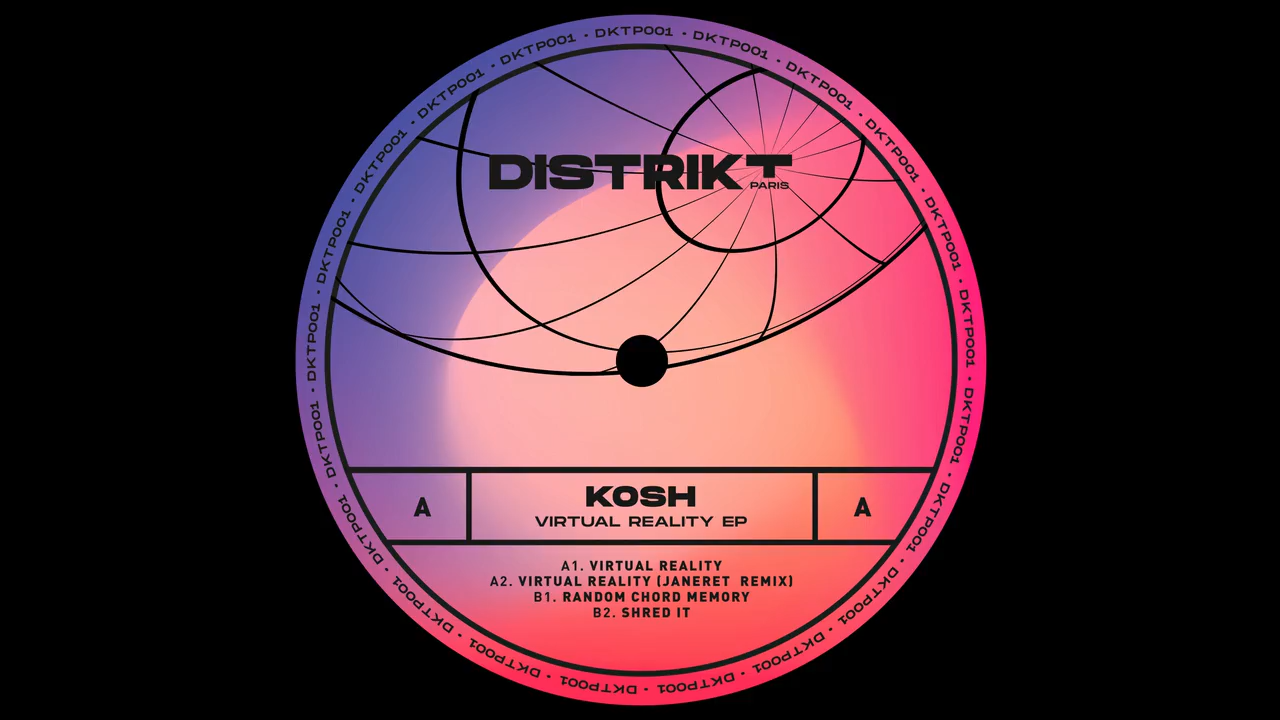 DKTP001 • DKTP001 • DKTP001 • DKTP001 • DKTP001 • DKTP001 • DKTP001 • DKTP001 • DKTP001 • DKTP001 • DKTP001 • DKTP001 • DKTP001 • DKTP001 • DKTP001 • DKTP001 • DKTP001 • DKTP001 • DKTP001 • DKTP001 • DKTP001 • DKTP001
DISTRIKT
PARIS
A KOSH A
VIRTUAL REALITY EP
A1. VIRTUAL REALITY
A2. VIRTUAL REALITY (JANERET REMIX)
B1. RANDOM CHORD MEMORY
B2. SHRED IT